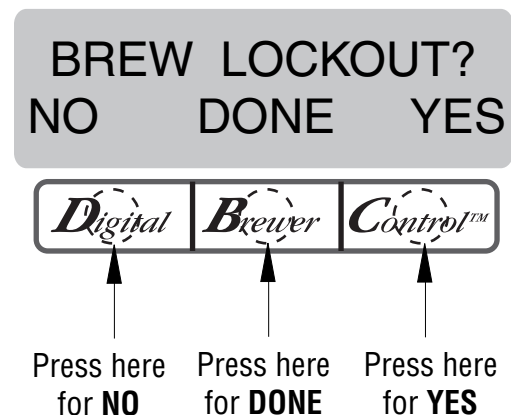 BREW LOCKOUT?
NO DONE YES
Digital Brewer Control™
Press here Press here Press here
for NO for DONE for YES